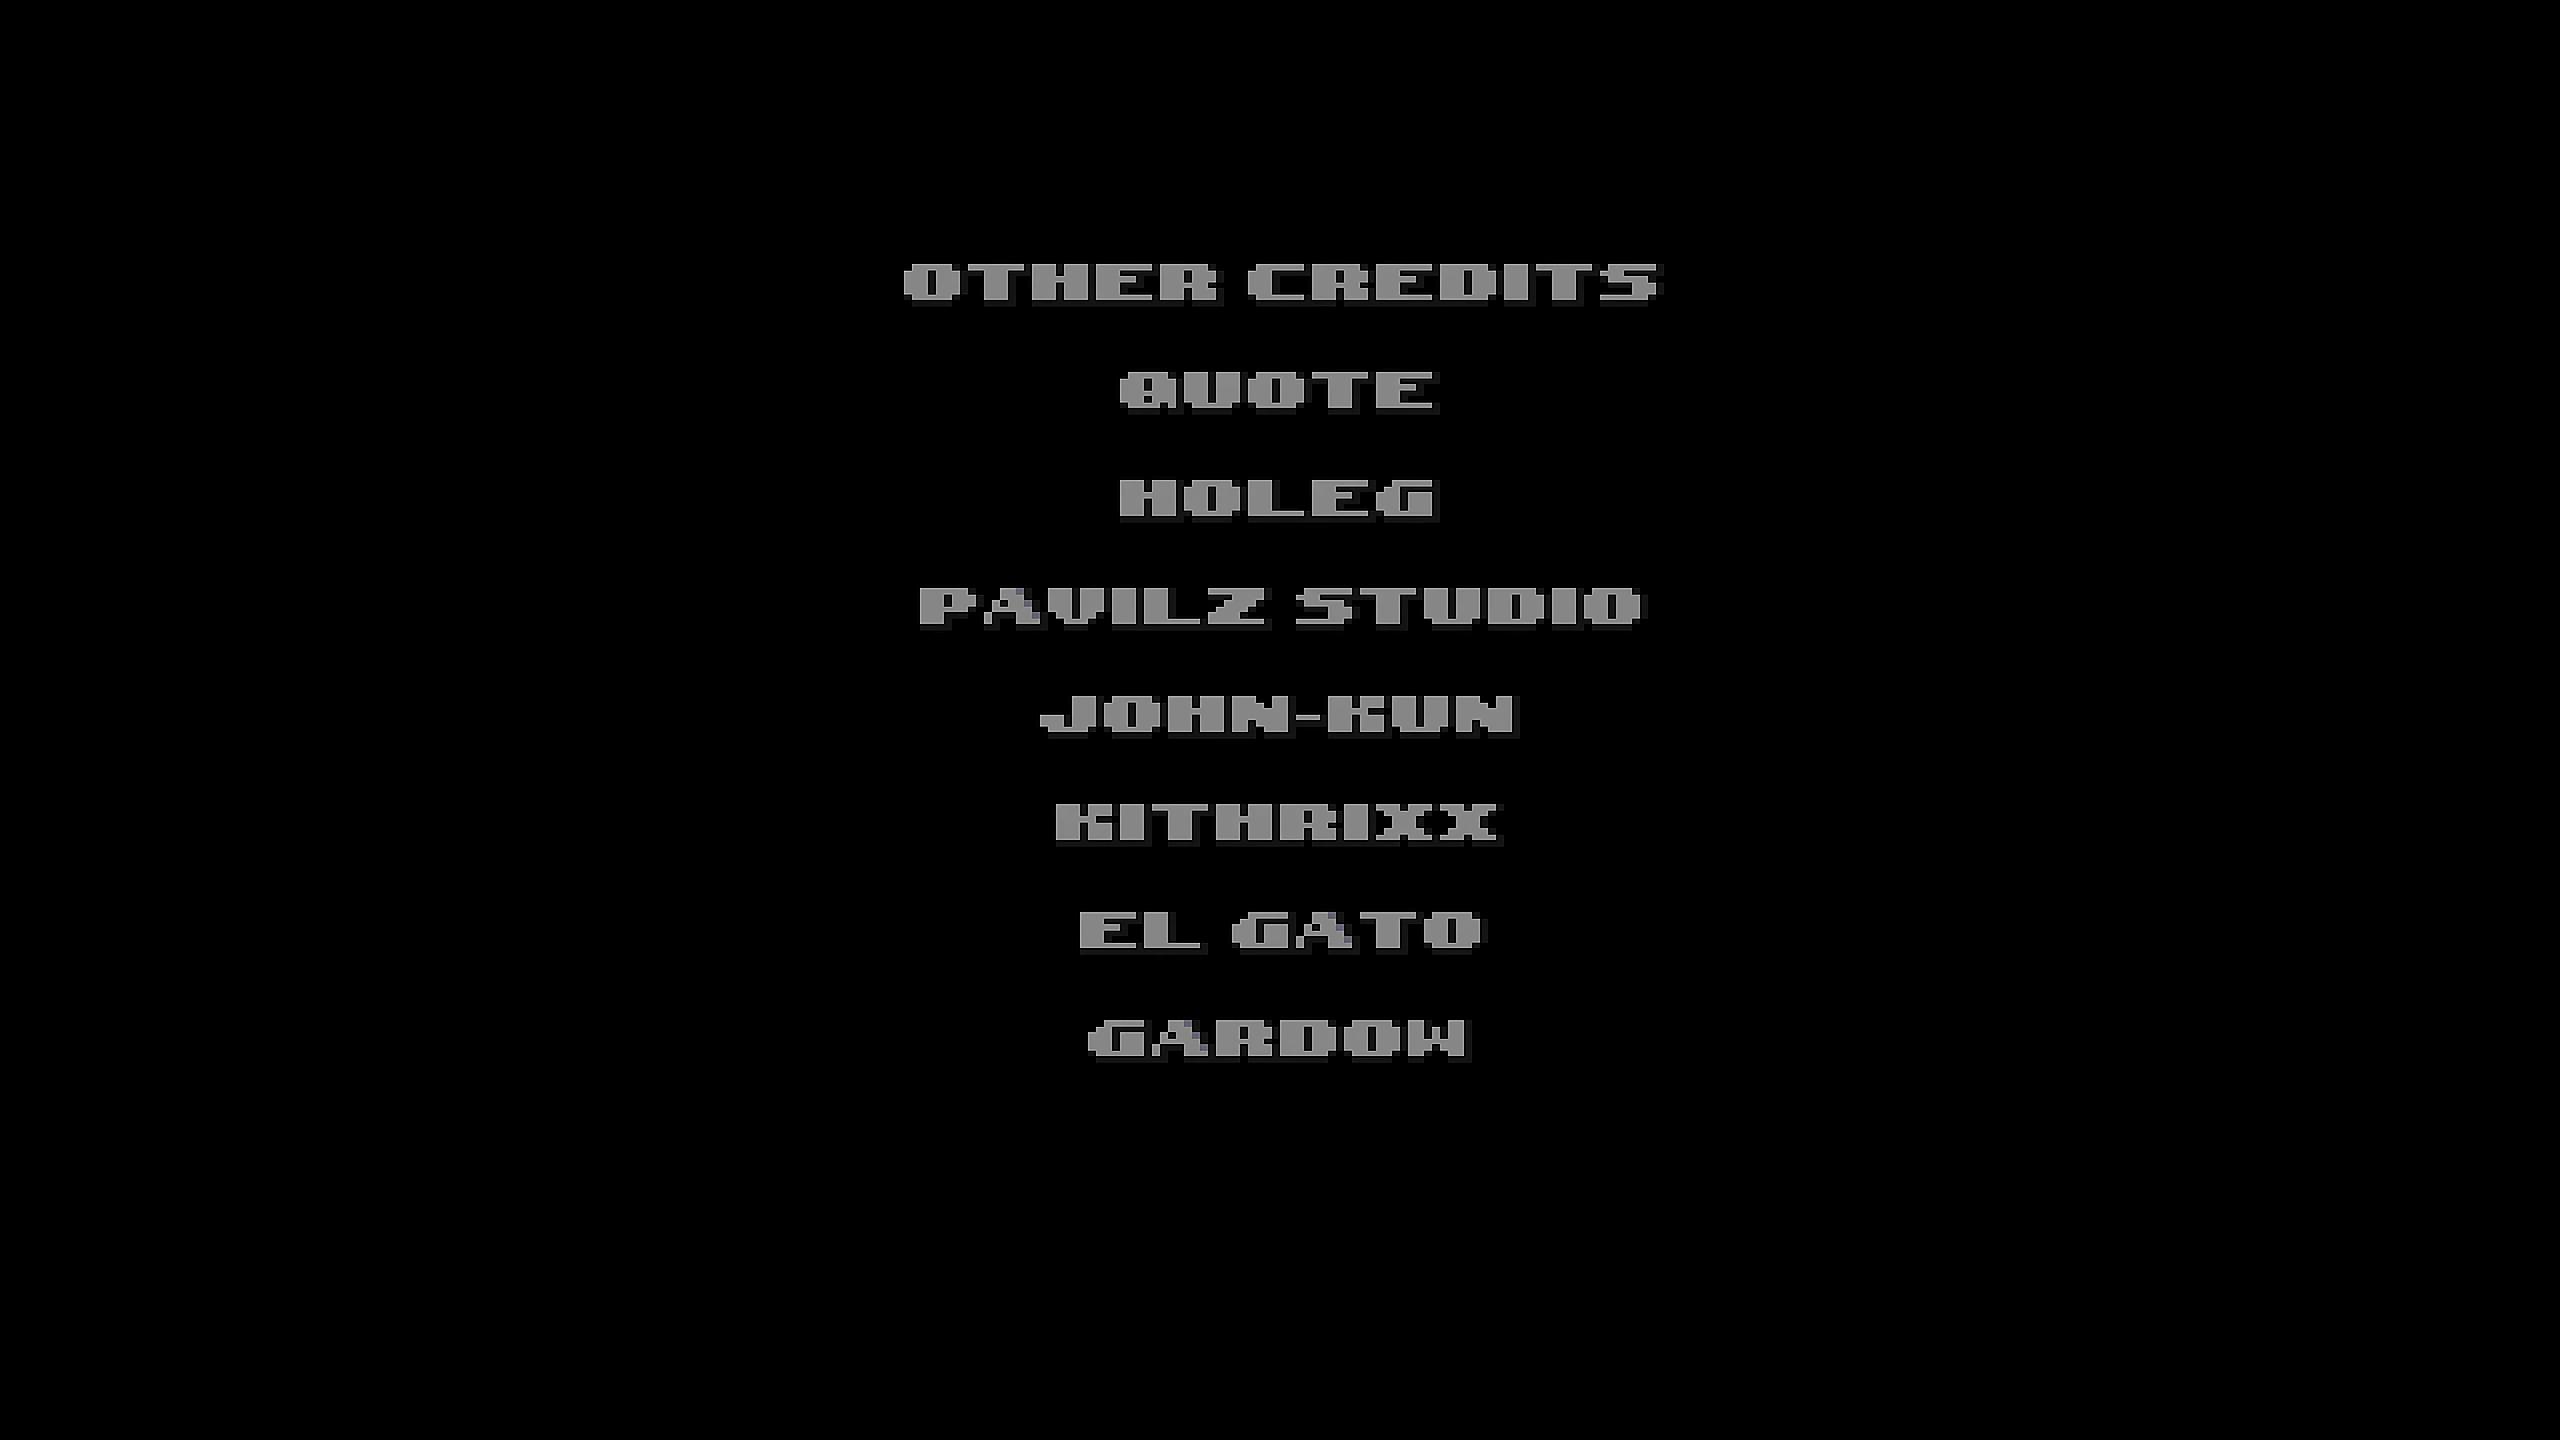 OTHER CREDITS
QUOTE
HOLEG
PAVILZ STUDIO
JOHN-KUN
KITHRIXX
EL GATO
GARDOW